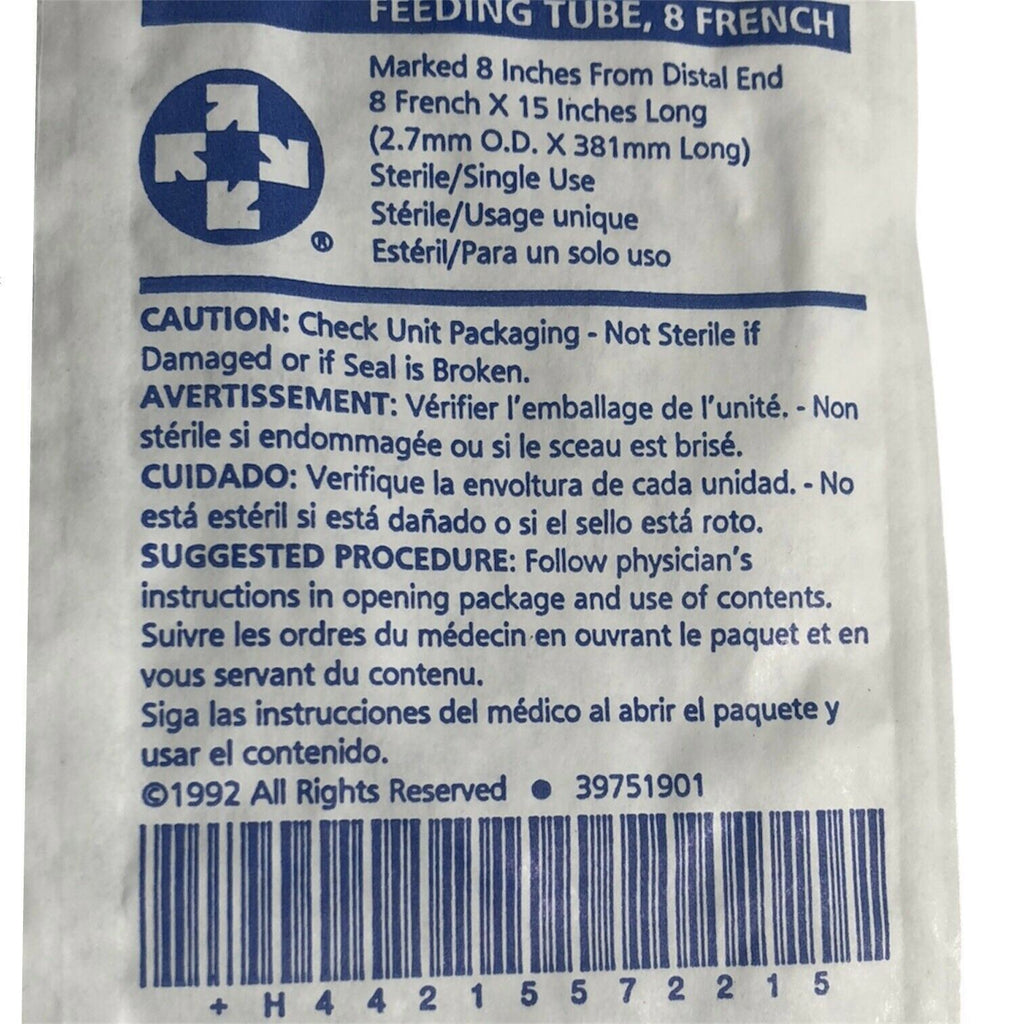 FEEDING TUBE, 8 FRENCH
Marked 8 Inches From Distal End
8 French X 15 Inches Long
(2.7mm O.D. X 381mm Long)
Sterile/Single Use
Stérile/Usage unique
Estéril/Para un solo uso
®
CAUTION: Check Unit Packaging - Not Sterile if
Damaged or if Seal is Broken.
AVERTISSEMENT: Vérifier l'emballage de l'unité. - Non
stérile si endommagée ou si le sceau est brisé.
CUIDADO: Verifique la envoltura de cada unidad. - No
está estéril si está dañado o si el sello está roto.
SUGGESTED PROCEDURE: Follow physician's
instructions in opening package and use of contents.
Suivre les ordres du médecin en ouvrant le paquet et en
vous servant du contenu.
Siga las instrucciones del médico al abrir el paquete y
usar el contenido.
©1992 All Rights Reserved ● 39751901
+ H 4 4 2 1 5 5 7 2 2 1 5